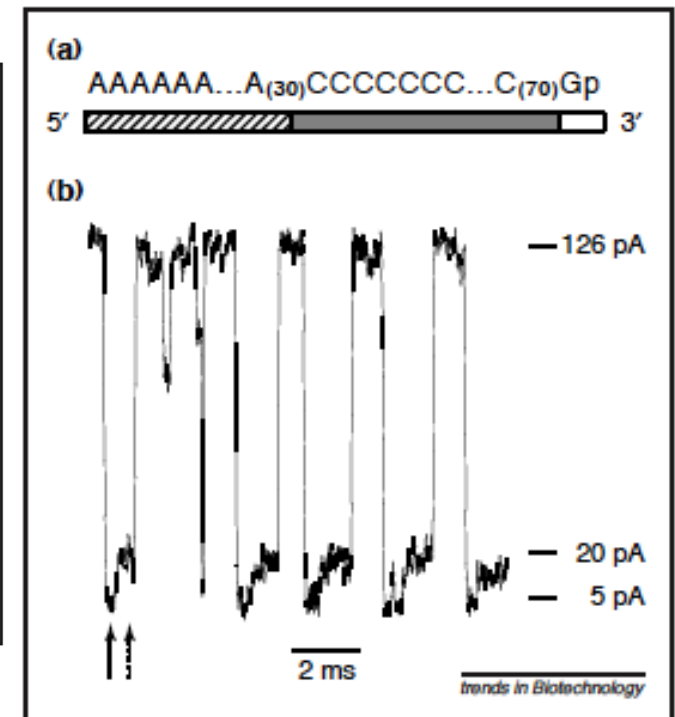 (a)
AAAAAA...A(30)CCCCCCC...C(70)Gp
5′ 3′
(b)
126 pA
20 pA
5 pA
2 ms
trends in Biotechnology